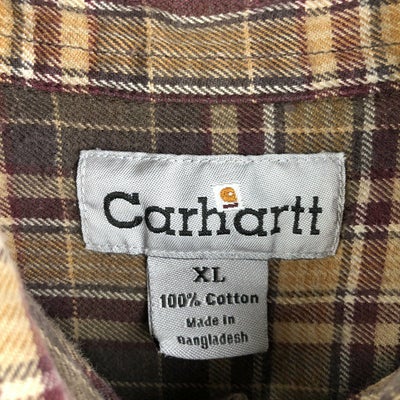 Carhartt
XL
100% Cotton
Made in
Bangladesh